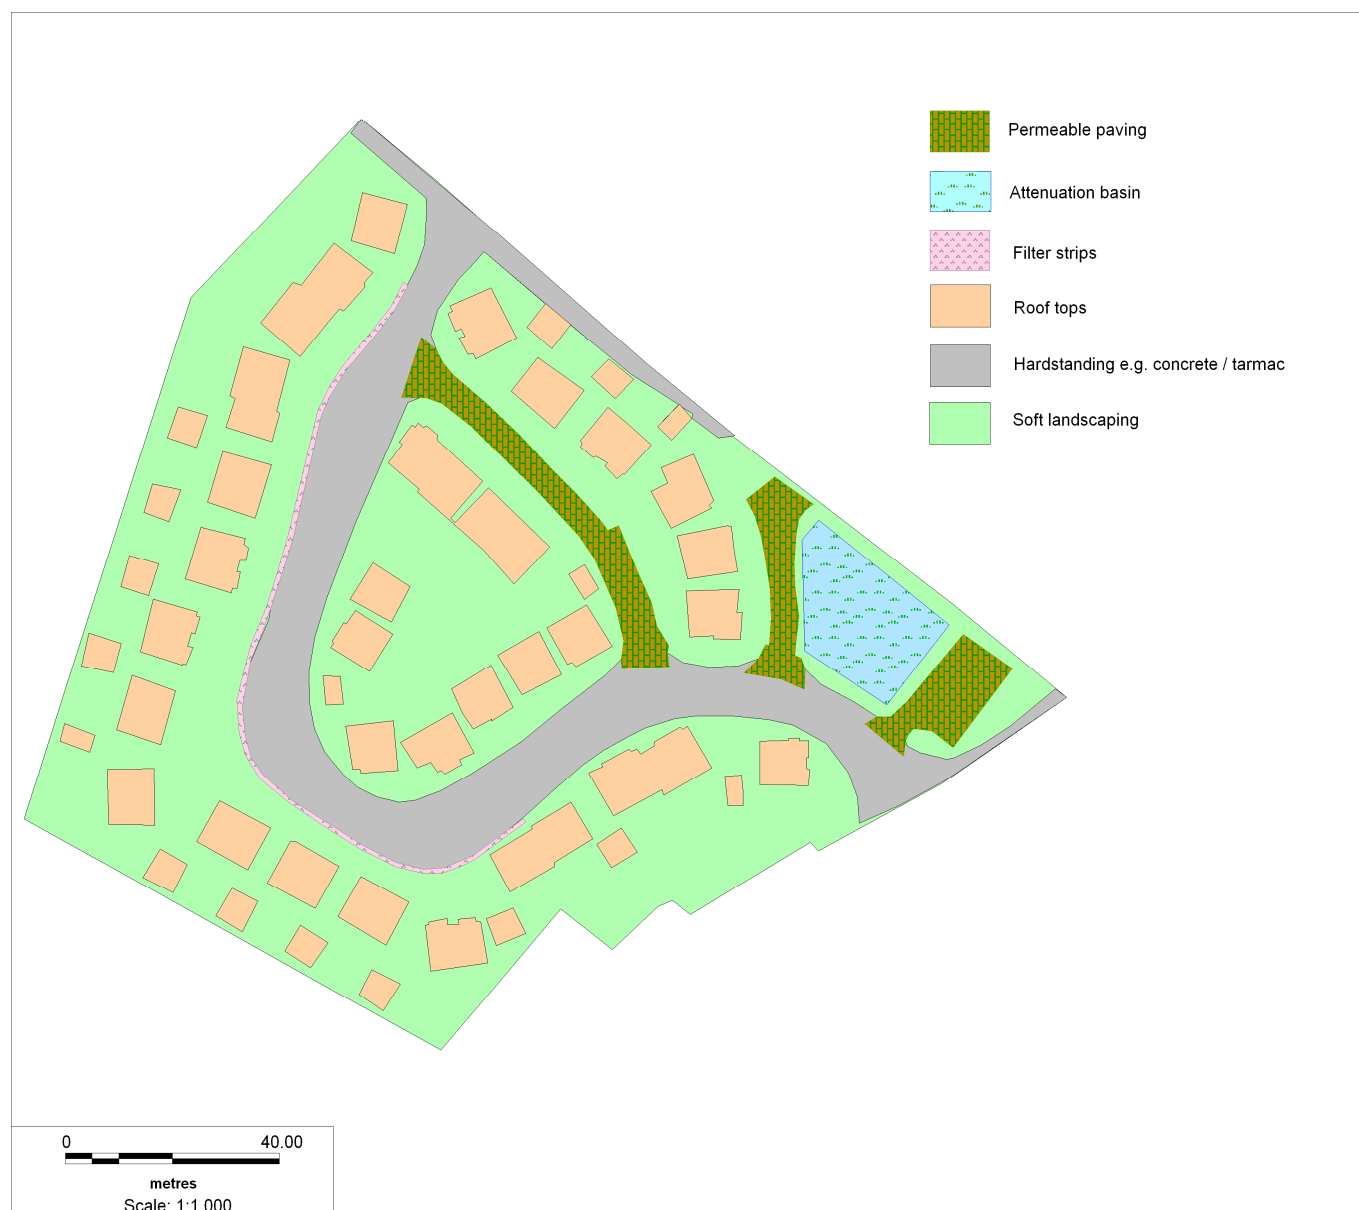 Permeable paving
Attenuation basin
Filter strips
Roof tops
Hardstanding e.g. concrete / tarmac
Soft landscaping
0 40.00
metres
Scale: 1:1,000